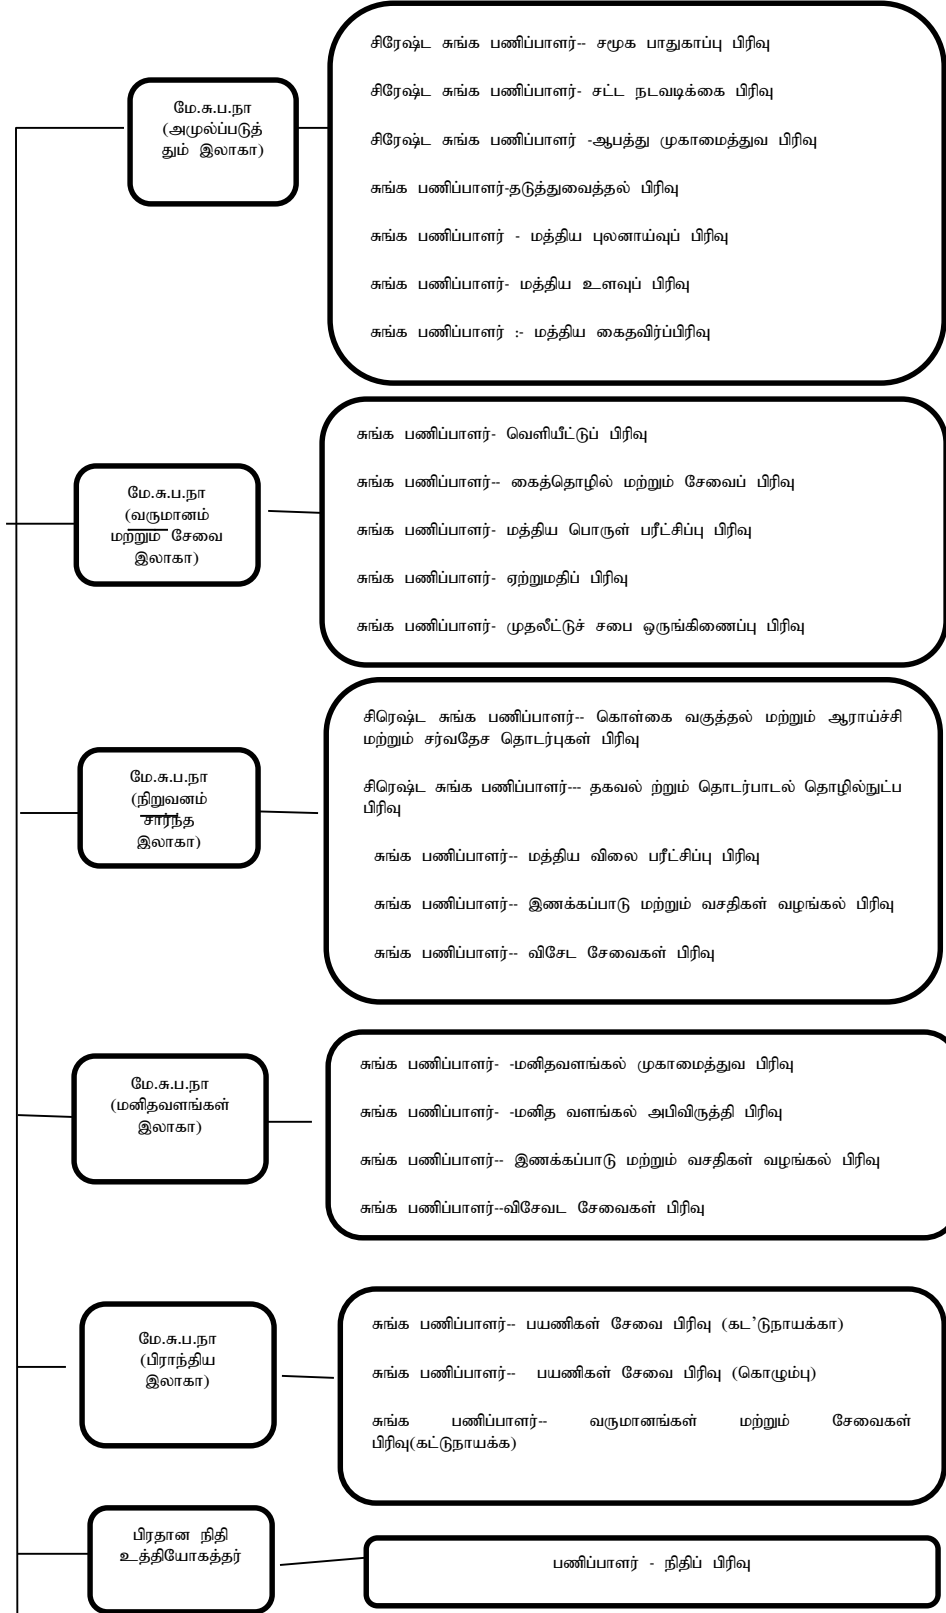 மே.சு.ப.நா
(அமுல்ப்படுத்
தும் இலாகா)
சிரேஷ்ட சுங்க பணிப்பாளர்-- சமூக பாதுகாப்பு பிரிவு
சிரேஷ்ட சுங்க பணிப்பாளர்- சட்ட நடவடிக்கை பிரிவு
சிரேஷ்ட சுங்க பணிப்பாளர் -ஆபத்து முகாமைத்துவ பிரிவு
சுங்க பணிப்பாளர்-தடுத்துவைத்தல் பிரிவு
சுங்க பணிப்பாளர் - மத்திய புலனாய்வுப் பிரிவு
சுங்க பணிப்பாளர்- மத்திய உளவுப் பிரிவு
சுங்க பணிப்பாளர் :- மத்திய கைதவிர்ப்பிரிவு
மே.சு.ப.நா
(வருமானம்
மற்றும் சேவை
இலாகா)
சுங்க பணிப்பாளர்- வெளியீட்டுப் பிரிவு
சுங்க பணிப்பாளர்-- கைத்தொழில் மற்றும் சேவைப் பிரிவு
சுங்க பணிப்பாளர்- மத்திய பொருள் பரீட்சிப்பு பிரிவு
சுங்க பணிப்பாளர்- ஏற்றுமதிப் பிரிவு
சுங்க பணிப்பாளர்- முதலீட்டுச் சபை ஒருங்கிணைப்பு பிரிவு
மே.சு.ப.நா
(நிறுவனம்
சார்ந்த
இலாகா)
சிரெஷ்ட சுங்க பணிப்பாளர்-- கொள்கை வகுத்தல் மற்றும் ஆராய்ச்சி
மற்றும் சர்வதேச தொடர்புகள் பிரிவு
சிரெஷ்ட சுங்க பணிப்பாளர்--- தகவல் ற்றும் தொடர்பாடல் தொழில்நுட்ப
பிரிவு
சுங்க பணிப்பாளர்-- மத்திய விலை பரீட்சிப்பு பிரிவு
சுங்க பணிப்பாளர்-- இணக்கப்பாடு மற்றும் வசதிகள் வழங்கல் பிரிவு
சுங்க பணிப்பாளர்-- விசேட சேவைகள் பிரிவு
மே.சு.ப.நா
(மனிதவளங்கள்
இலாகா)
சுங்க பணிப்பாளர்- -மனிதவளங்கல் முகாமைத்துவ பிரிவு
சுங்க பணிப்பாளர்- -மனித வளங்கல் அபிவிருத்தி பிரிவு
சுங்க பணிப்பாளர்-- இணக்கப்பாடு மற்றும் வசதிகள் வழங்கல் பிரிவு
சுங்க பணிப்பாளர்--விசேவட சேவைகள் பிரிவு
மே.சு.ப.நா
(பிராந்திய
இலாகா)
சுங்க பணிப்பாளர்-- பயணிகள் சேவை பிரிவு (கட’டுநாயக்கா)
சுங்க பணிப்பாளர்-- பயணிகள் சேவை பிரிவு (கொழும்பு)
சுங்க பணிப்பாளர்-- வருமானங்கள் மற்றும் சேவைகள்
பிரிவு(கட்டுநாயக்க)
பிரதான நிதி
உத்தியோகத்தர்
பணிப்பாளர் - நிதிப் பிரிவு